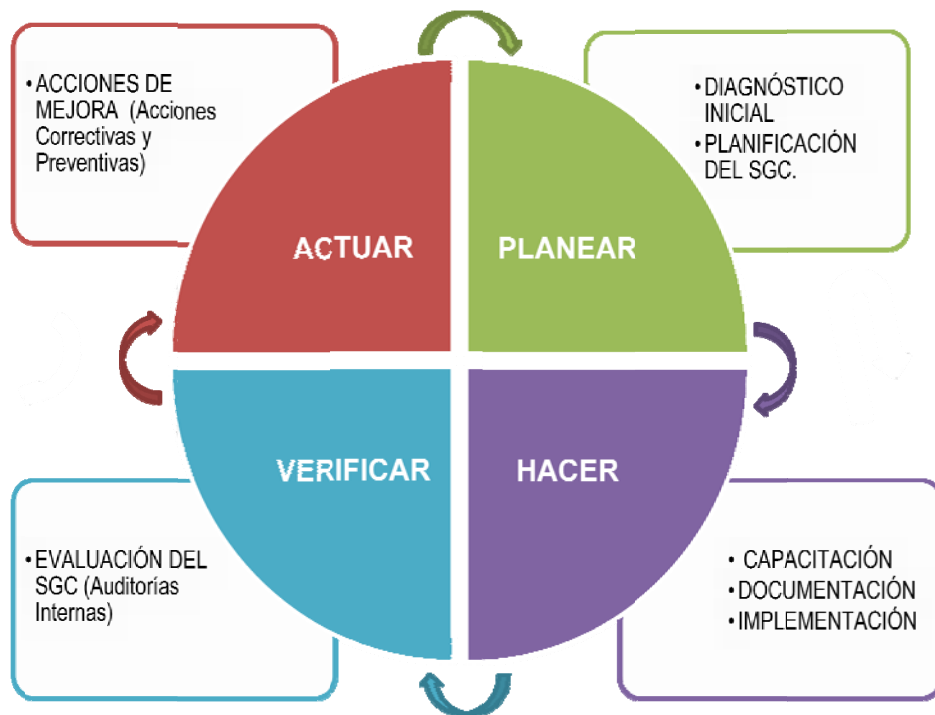 •ACCIONES DE
MEJORA (Acciones
Correctivas y
Preventivas)
•DIAGNÓSTICO
INICIAL
•PLANIFICACIÓN
DEL SGC.
ACTUAR
PLANEAR
VERIFICAR
HACER
•EVALUACIÓN DEL
SGC (Auditorías
Internas)
• CAPACITACIÓN
•DOCUMENTACIÓN
•IMPLEMENTACIÓN